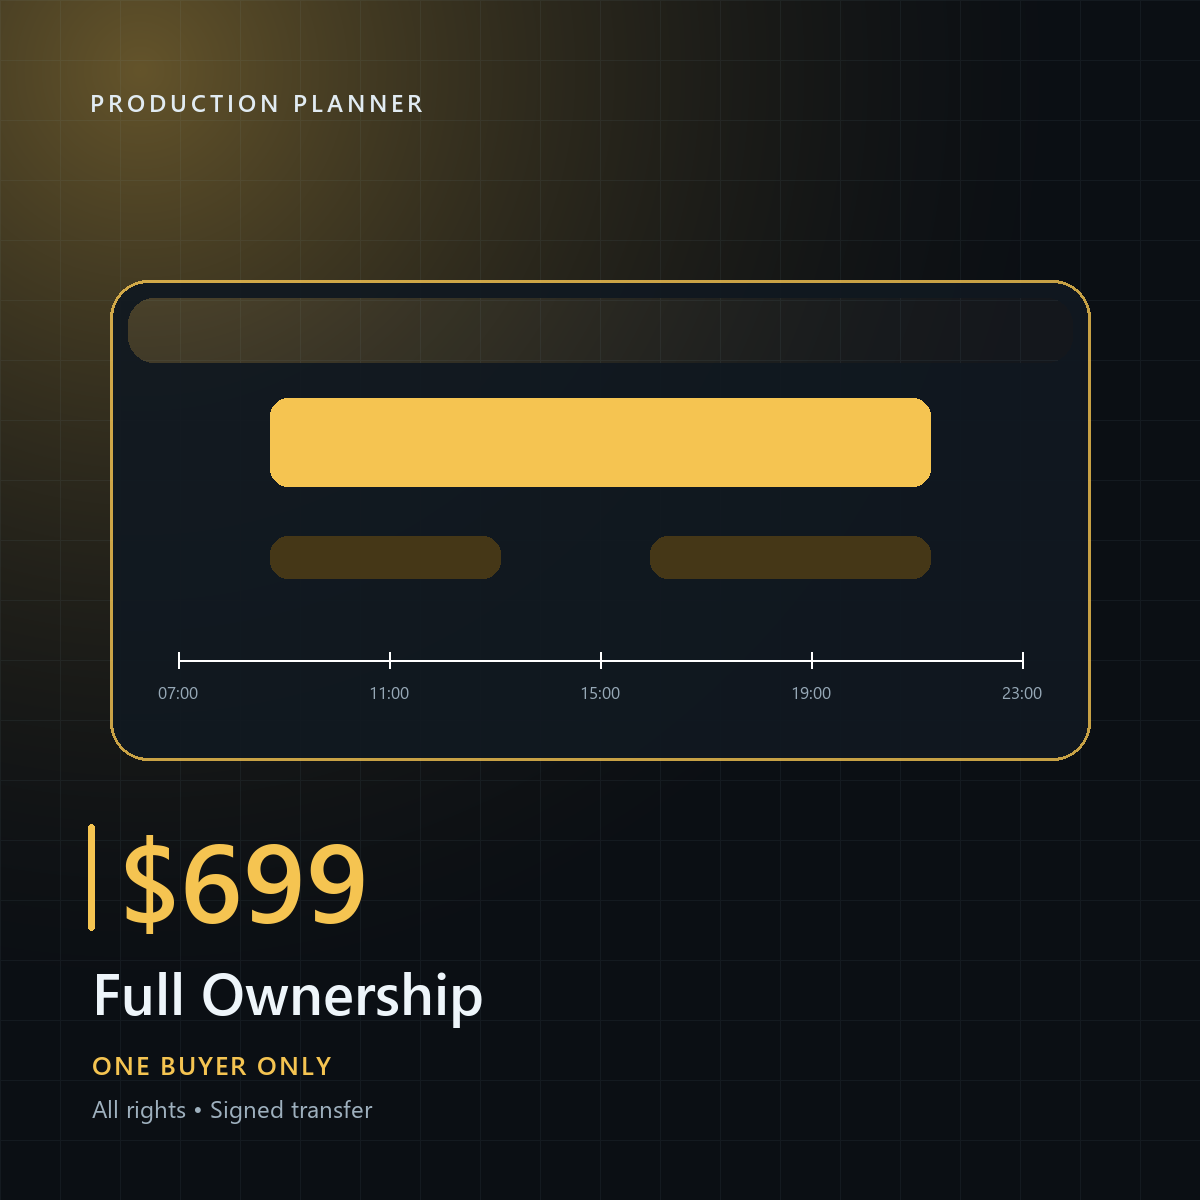 PRODUCTION PLANNER
07:00 11:00 15:00 19:00 23:00
$699
Full Ownership
ONE BUYER ONLY
All rights • Signed transfer